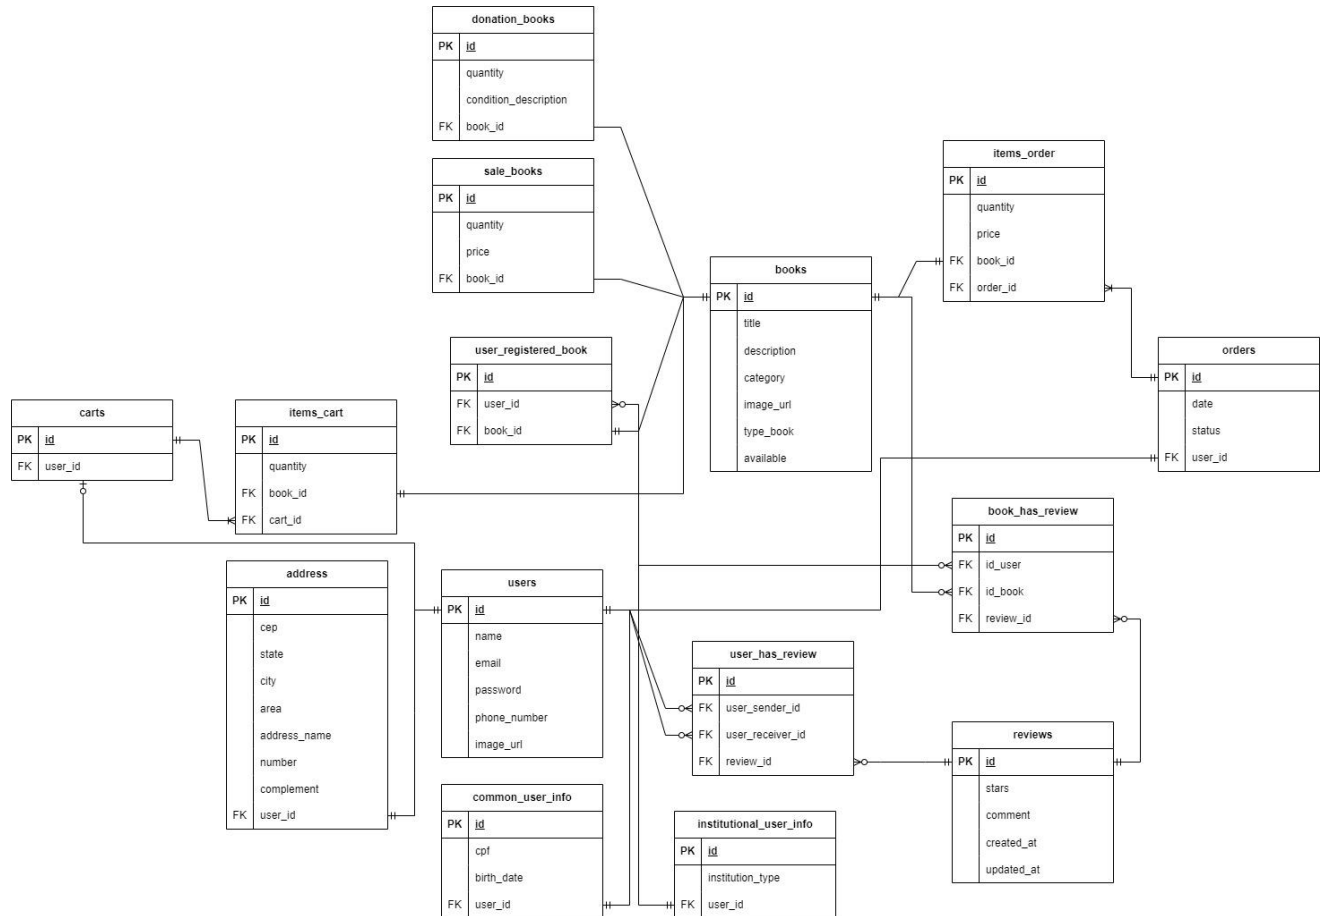 donation_books
PK id
quantity
condition_description
FK book_id
sale_books
PK id
quantity
price
FK book_id
user_registered_book
PK id
FK user_id
FK book_id
carts
PK id
FK user_id
items_cart
PK id
quantity
FK book_id
FK cart_id
books
PK id
title
description
category
image_url
type_book
available
items_order
PK id
quantity
price
FK book_id
FK order_id
orders
PK id
date
status
FK user_id
book_has_review
PK id
FK id_user
FK id_book
FK review_id
address
PK id
cep
state
city
area
address_name
number
complement
FK user_id
users
PK id
name
email
password
phone_number
image_url
user_has_review
PK id
FK user_sender_id
FK user_receiver_id
FK review_id
reviews
PK id
stars
comment
created_at
updated_at
common_user_info
PK id
cpf
birth_date
FK user_id
institutional_user_info
PK id
institution_type
FK user_id